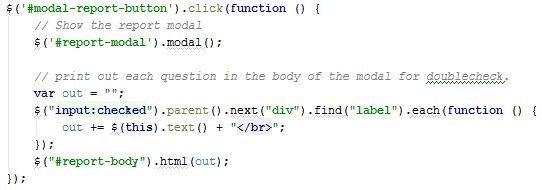 $('#modal-report-button').click(function () {
    // Show the report modal
    $('#report-modal').modal();

    // print out each question in the body of the modal for doublecheck.
    var out = "";
    $("input:checked").parent().next("div").find("label").each(function () {
        out += $(this).text() + "</br>";
    });
    $("#report-body").html(out);
});